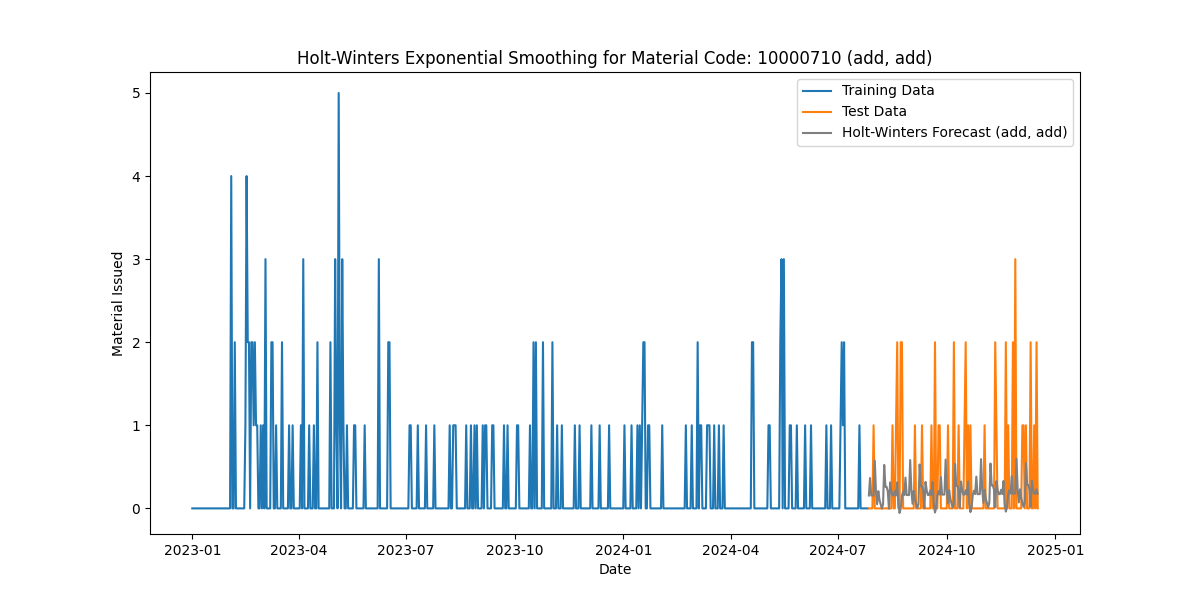 Holt-Winters Exponential Smoothing for Material Code: 10000710 (add, add)
Training Data
Test Data
Holt-Winters Forecast (add, add)
Material Issued
5
4
3
2
1
0
2023-01 2023-04 2023-07 2023-10 2024-01 2024-04 2024-07 2024-10 2025-01
Date